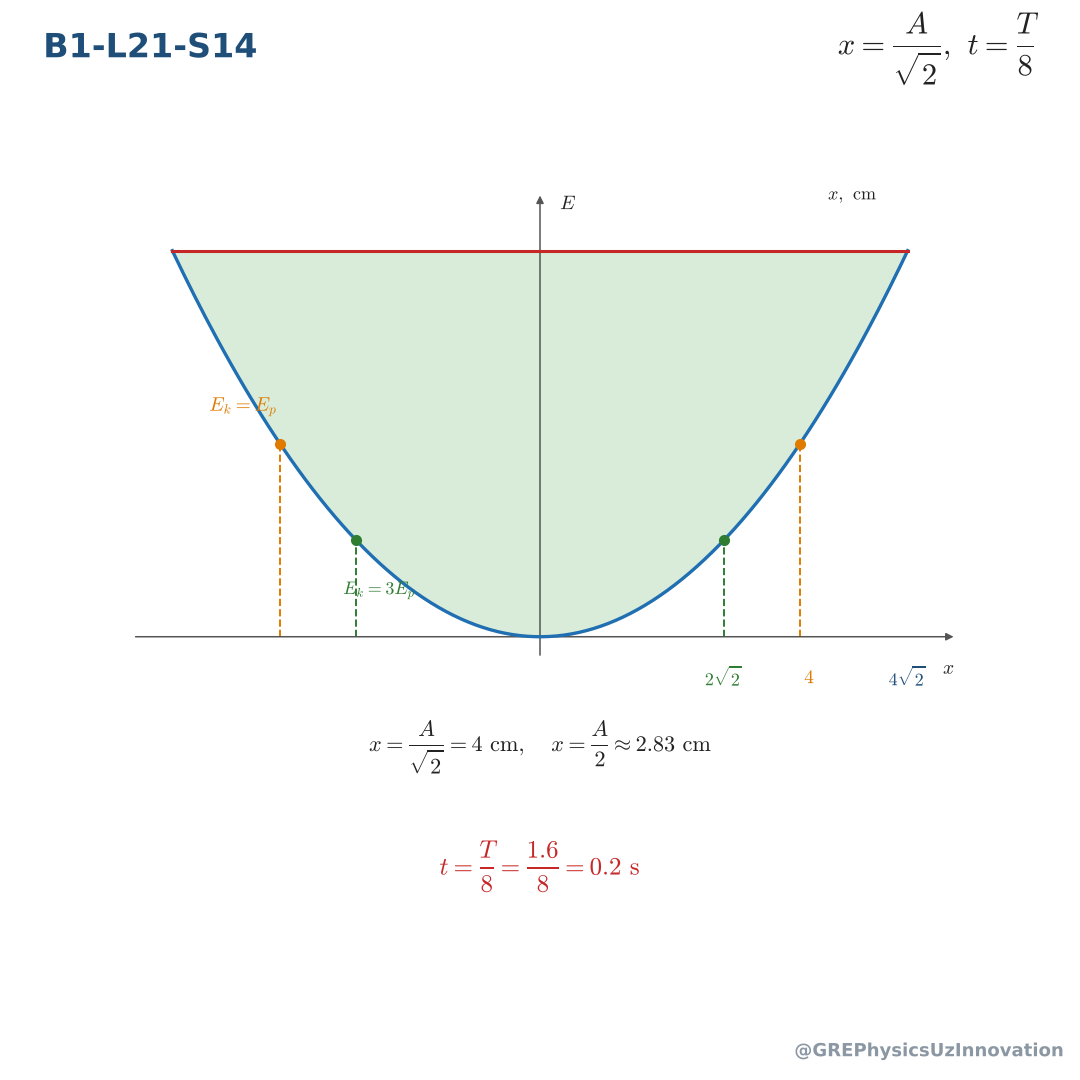 B1-L21-S14
x = A/√2, t = T/8
E
x, cm
E_k = E_p
E_k = 3E_p
2√2
4
4√2
x
x = A/√2 = 4 cm, x = A/2 ≈ 2.83 cm
t = T/8 = 1.6/8 = 0.2 s
@GREPhysicsUzInnovation